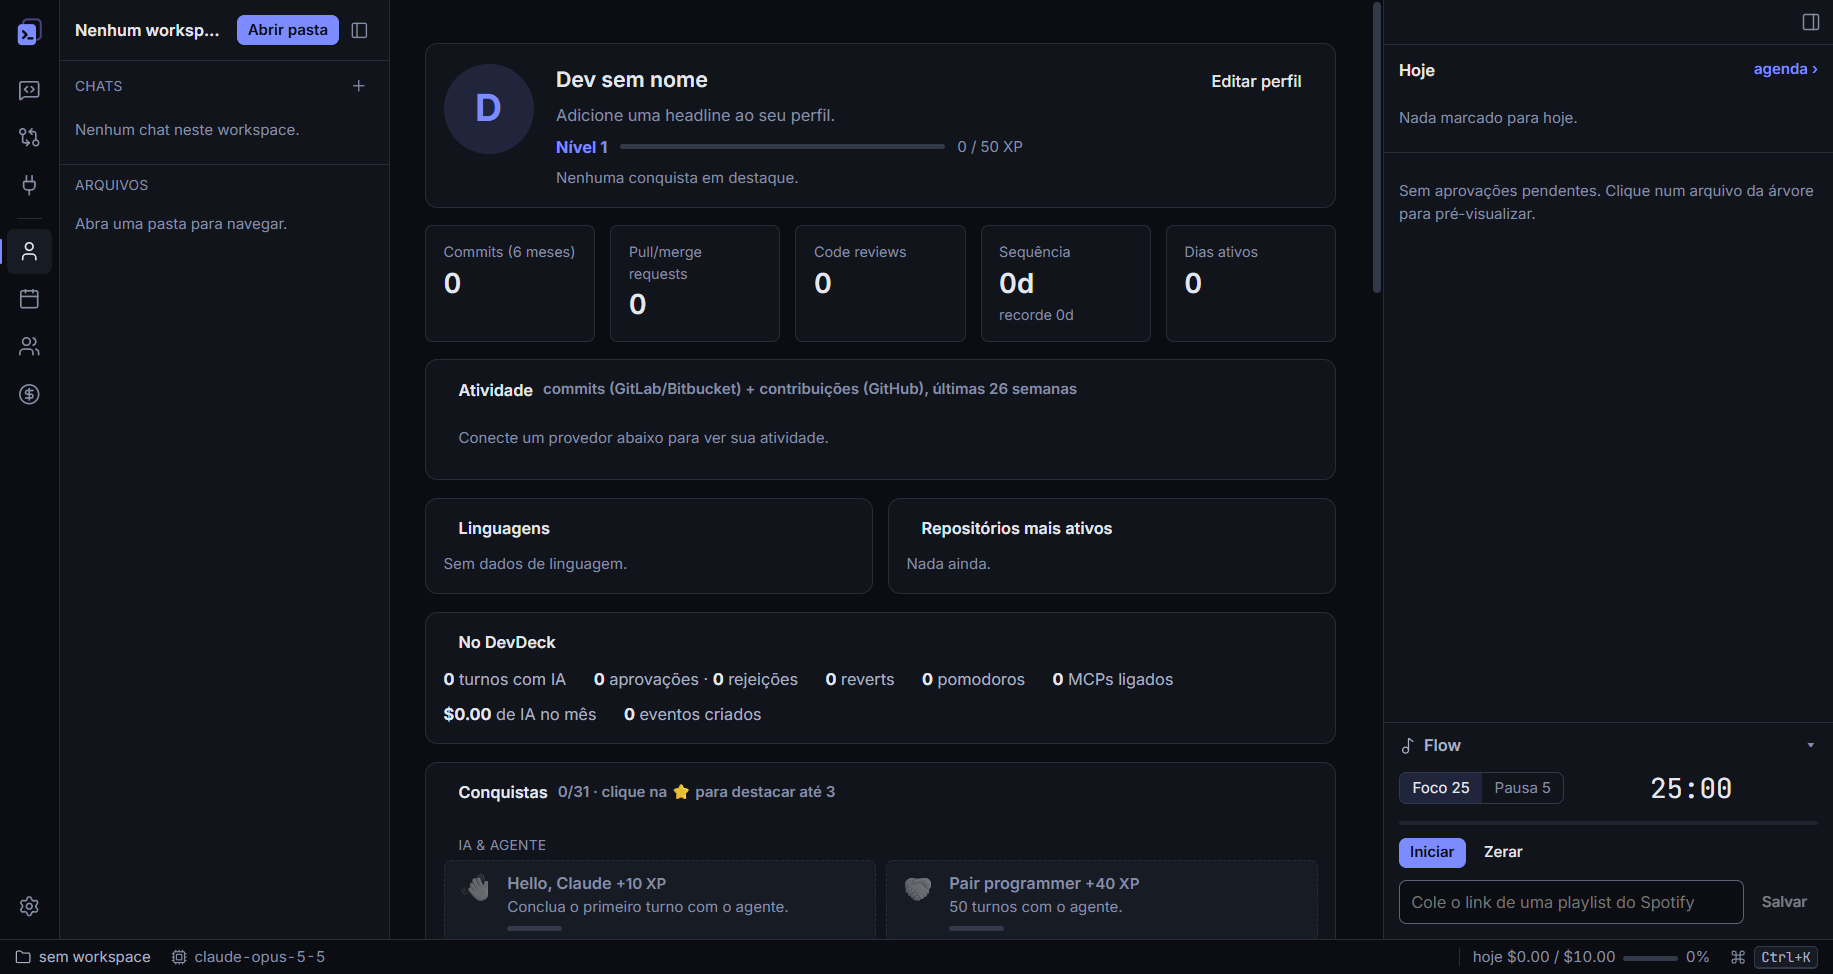 Nenhum worksp...
Abrir pasta
CHATS
Nenhum chat neste workspace.
ARQUIVOS
Abra uma pasta para navegar.
D
Dev sem nome
Editar perfil
Adicione uma headline ao seu perfil.
Nível 1
0 / 50 XP
Nenhuma conquista em destaque.
Commits (6 meses)
0
Pull/merge
requests
0
Code reviews
0
Sequência
0d
recorde 0d
Dias ativos
0
Atividade commits (GitLab/Bitbucket) + contribuições (GitHub), últimas 26 semanas
Conecte um provedor abaixo para ver sua atividade.
Linguagens
Sem dados de linguagem.
Repositórios mais ativos
Nada ainda.
No DevDeck
0 turnos com IA 0 aprovações · 0 rejeições 0 reverts 0 pomodoros 0 MCPs ligados
$0.00 de IA no mês 0 eventos criados
Conquistas 0/31 · clique na ⭐ para destacar até 3
IA & AGENTE
Hello, Claude +10 XP
Conclua o primeiro turno com o agente.
Pair programmer +40 XP
50 turnos com o agente.
Hoje
agenda ›
Nada marcado para hoje.
Sem aprovações pendentes. Clique num arquivo da árvore
para pré-visualizar.
Flow
Foco 25
Pausa 5
25:00
Iniciar
Zerar
Cole o link de uma playlist do Spotify
Salvar
sem workspace
claude-opus-5-5
hoje $0.00 / $10.00
0%
⌘
Ctrl+K